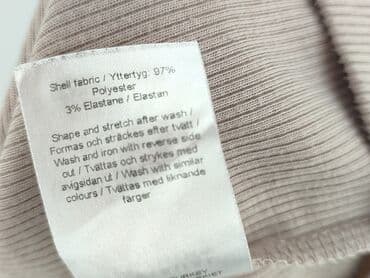 Shell fabric / Yttertyg: 97%
Polyester
3% Elastane / Elastan
Shape and stretch after wash /
Formas och sträckes efter tvätt /
Wash and iron with reverse side
out / Tvättas och strykes med
avigsidan ut / Wash with similar
colours / Tvättas med liknande
färger